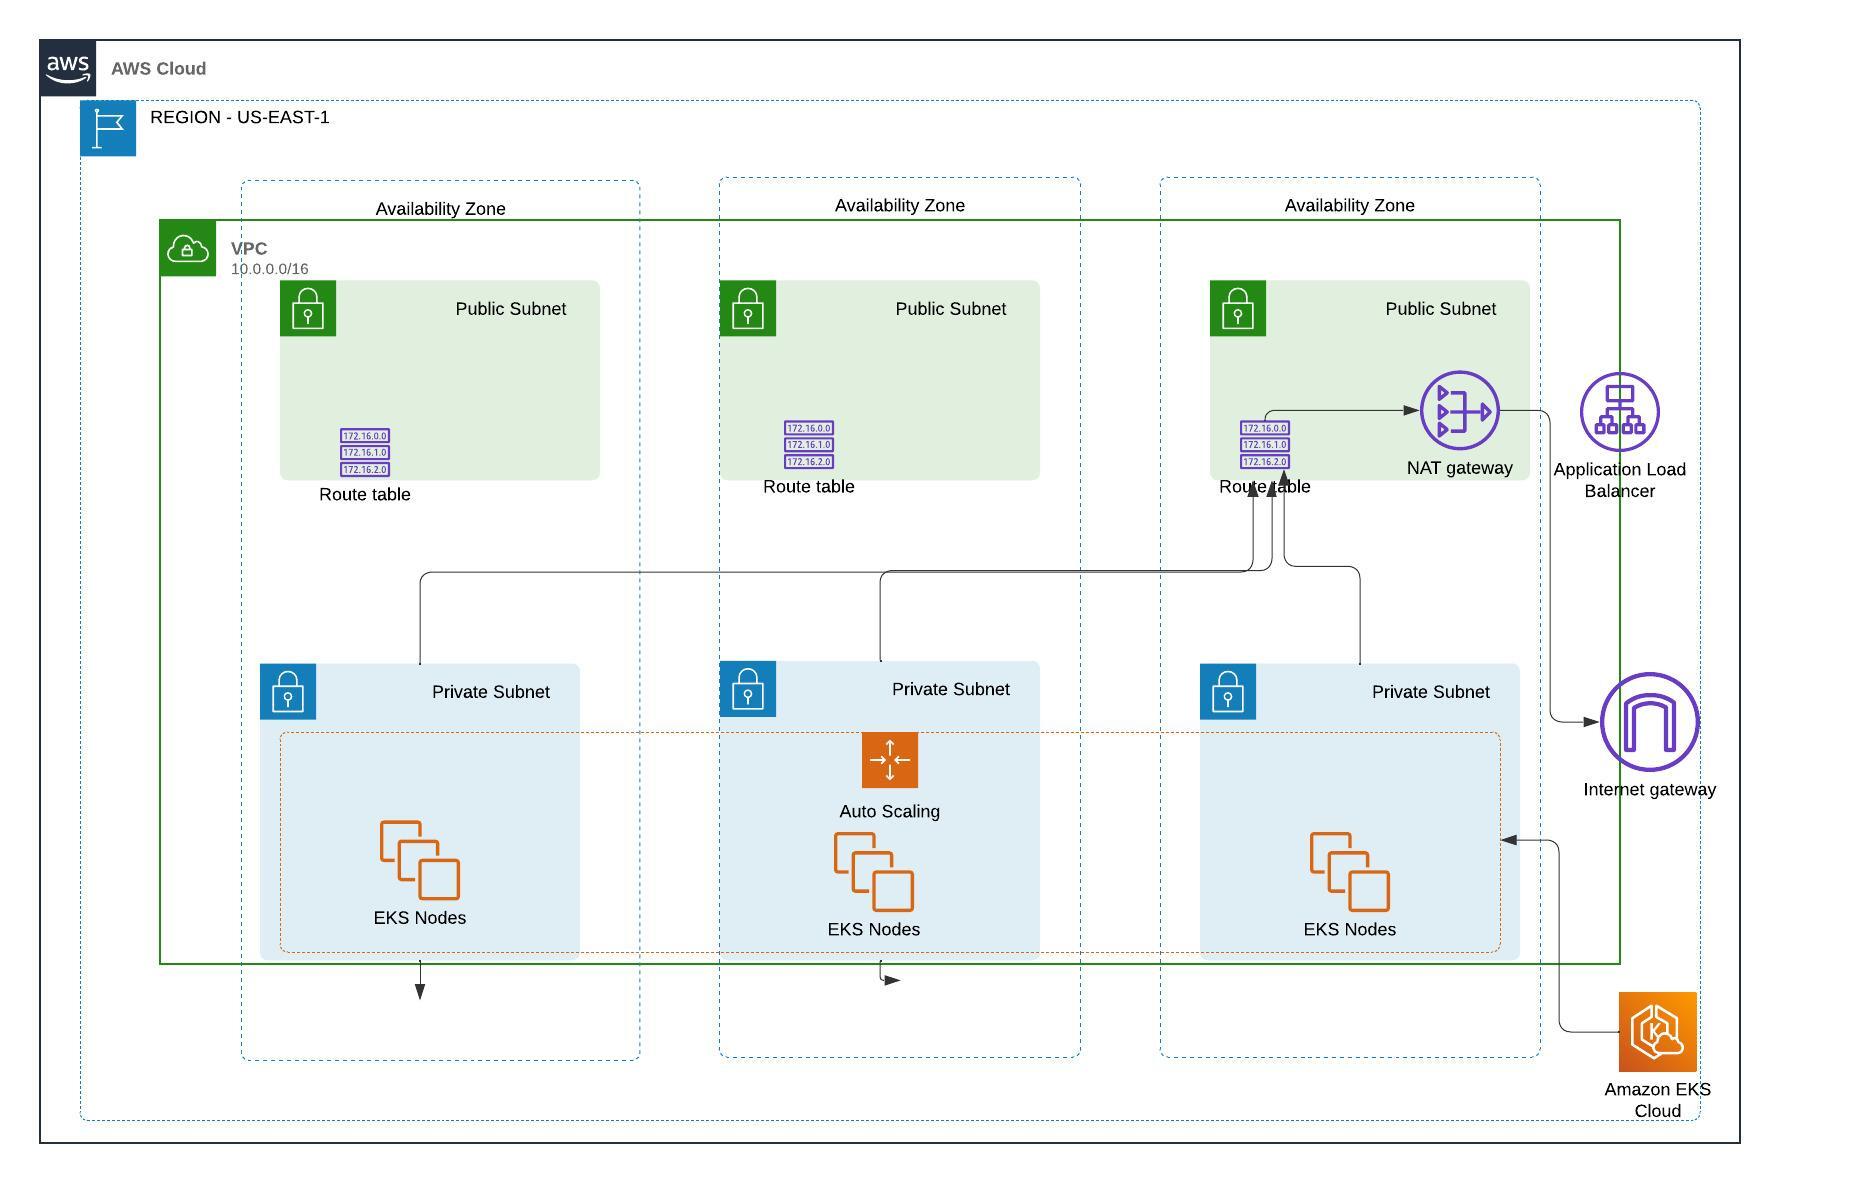 aws
AWS Cloud
REGION - US-EAST-1
Availability Zone
Availability Zone
Availability Zone
VPC
10.0.0.0/16
Public Subnet
Public Subnet
Public Subnet
172.16.0.0
172.16.1.0
172.16.2.0
Route table
172.16.0.0
172.16.1.0
172.16.2.0
Route table
172.16.0.0
172.16.1.0
172.16.2.0
Route table
NAT gateway
Application Load
Balancer
Private Subnet
Private Subnet
Private Subnet
Auto Scaling
Internet gateway
EKS Nodes
EKS Nodes
EKS Nodes
K
Amazon EKS
Cloud